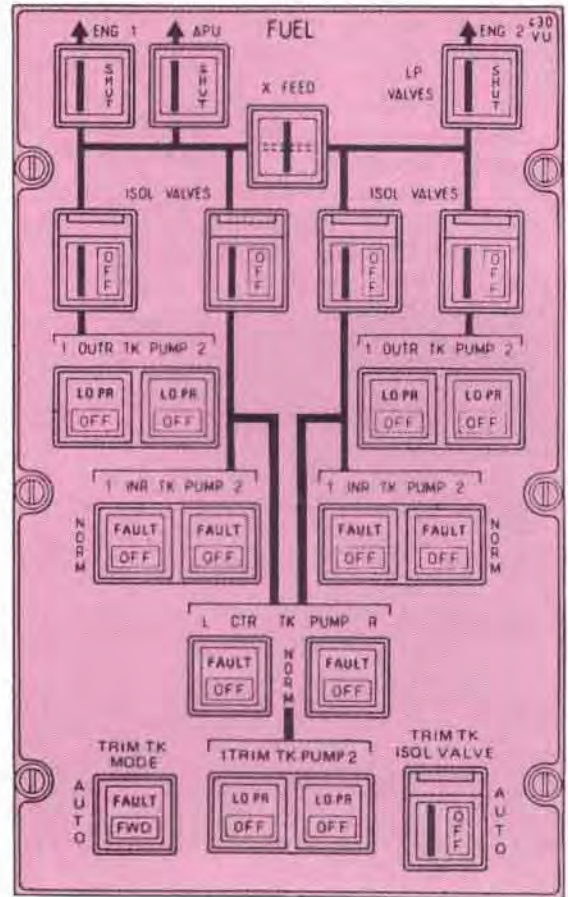 ENG 1 APU FUEL ENG 2 430
VU
SHUT SHUT X FEED LP SHUT
VALVES
ISOL VALVES ISOL VALVES
OFF OFF OFF OFF
1 OUTR TK PUMP 2 1 OUTR TK PUMP 2
LO PR LO PR LO PR LO PR
OFF OFF OFF OFF
1 INR TK PUMP 2 1 INR TK PUMP 2
NORM FAULT FAULT FAULT FAULT NORM
OFF OFF OFF OFF
L CTR TK PUMP R
FAULT NORM FAULT
OFF OFF
TRIM TK
MODE
1 TRIM TK PUMP 2
TRIM TK
ISOL VALVE
AUTO FAULT LO PR LO PR OFF AUTO
FWD OFF OFF